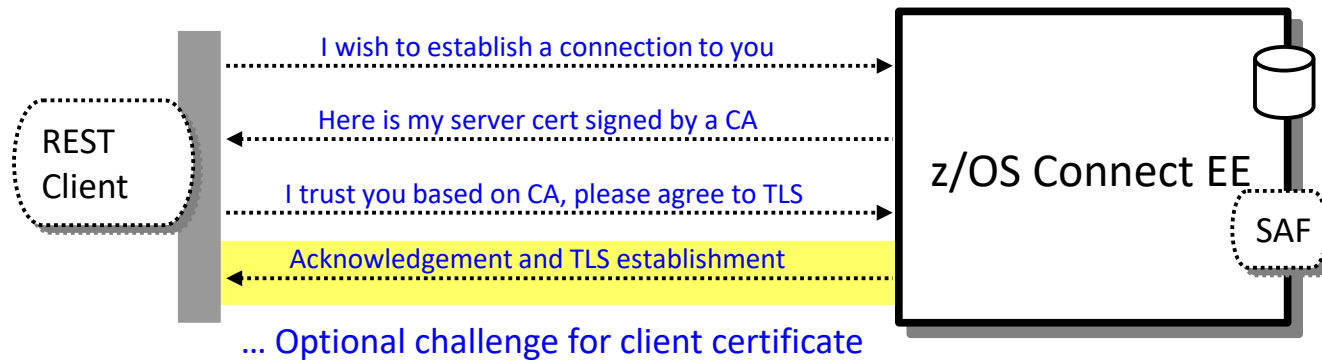 I wish to establish a connection to you
Here is my server cert signed by a CA
REST
Client
z/OS Connect EE
I trust you based on CA, please agree to TLS
SAF
Acknowledgement and TLS establishment
... Optional challenge for client certificate